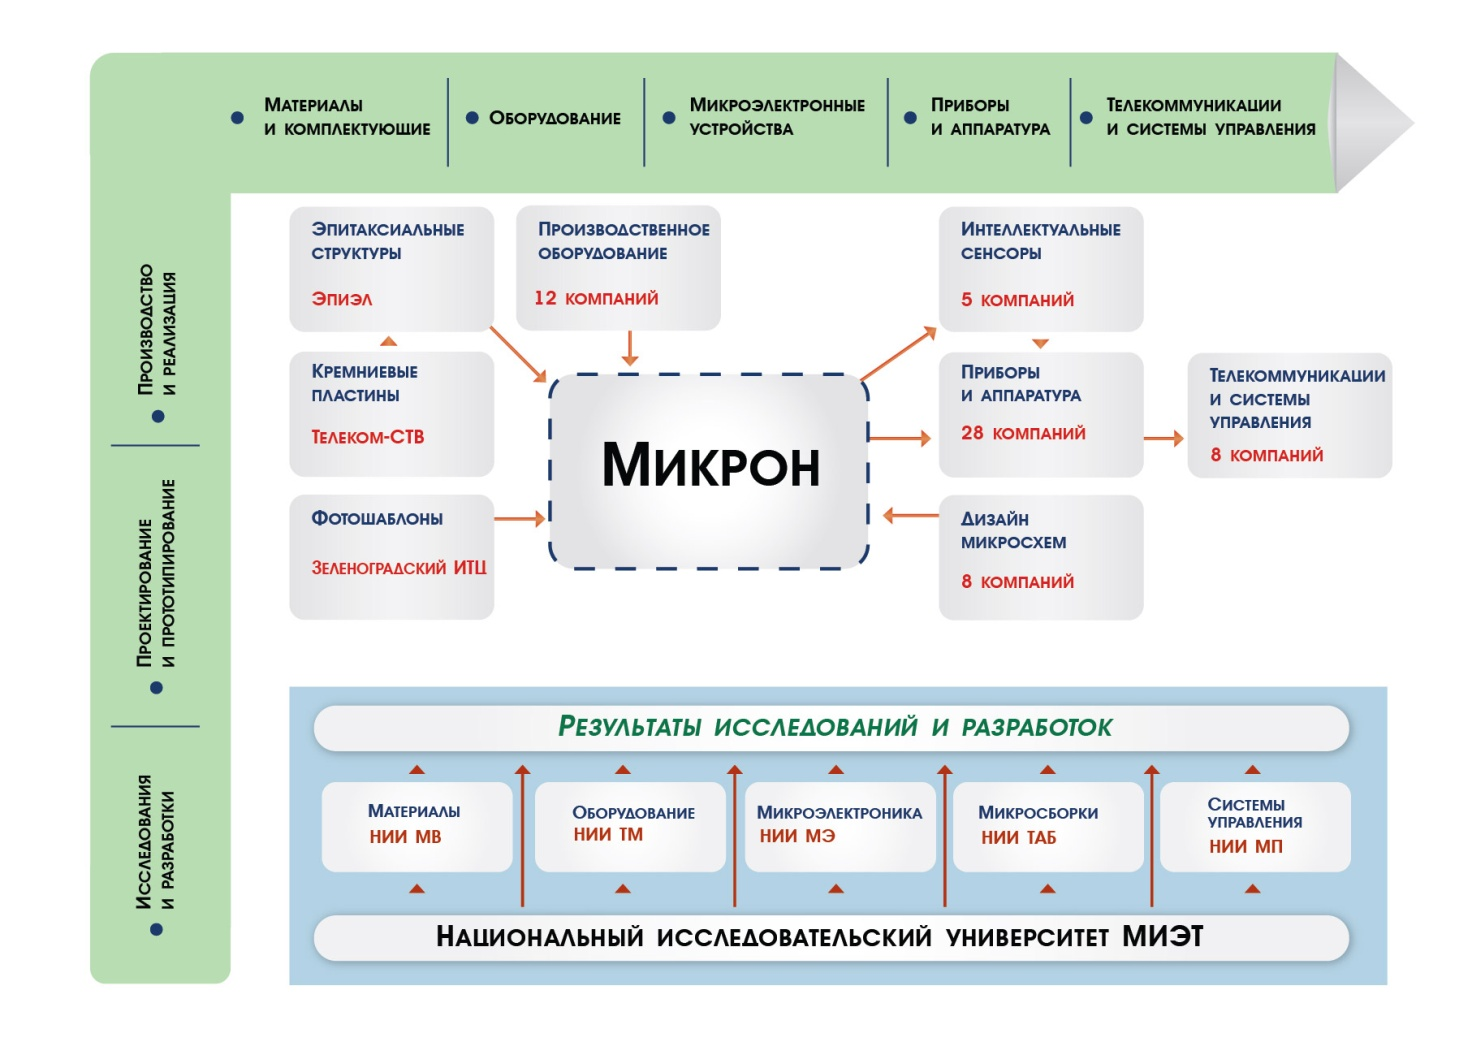 Материалы
и комплектующие
Оборудование
Микроэлектронные
устройства
Приборы
и аппаратура
Телекоммуникации
и системы управления
Производство
и реализация
Проектирование
и прототипирование
Исследования
и разработки
Эпитаксиальные
структуры
Эпиэл
Производственное
оборудование
12 компаний
Интеллектуальные
сенсоры
5 компаний
Кремниевые
пластины
Телеком-СТВ
Микрон
Приборы
и аппаратура
28 компаний
Телекоммуникации
и системы
управления
8 компаний
Фотошаблоны
Зеленоградский ИТЦ
Дизайн
микросхем
8 компаний
Результаты исследований и разработок
Материалы
НИИ МВ
Оборудование
НИИ ТМ
Микроэлектроника
НИИ МЭ
Микросборки
НИИ ТАБ
Системы
управления
НИИ МП
Национальный исследовательский университет МИЭТ